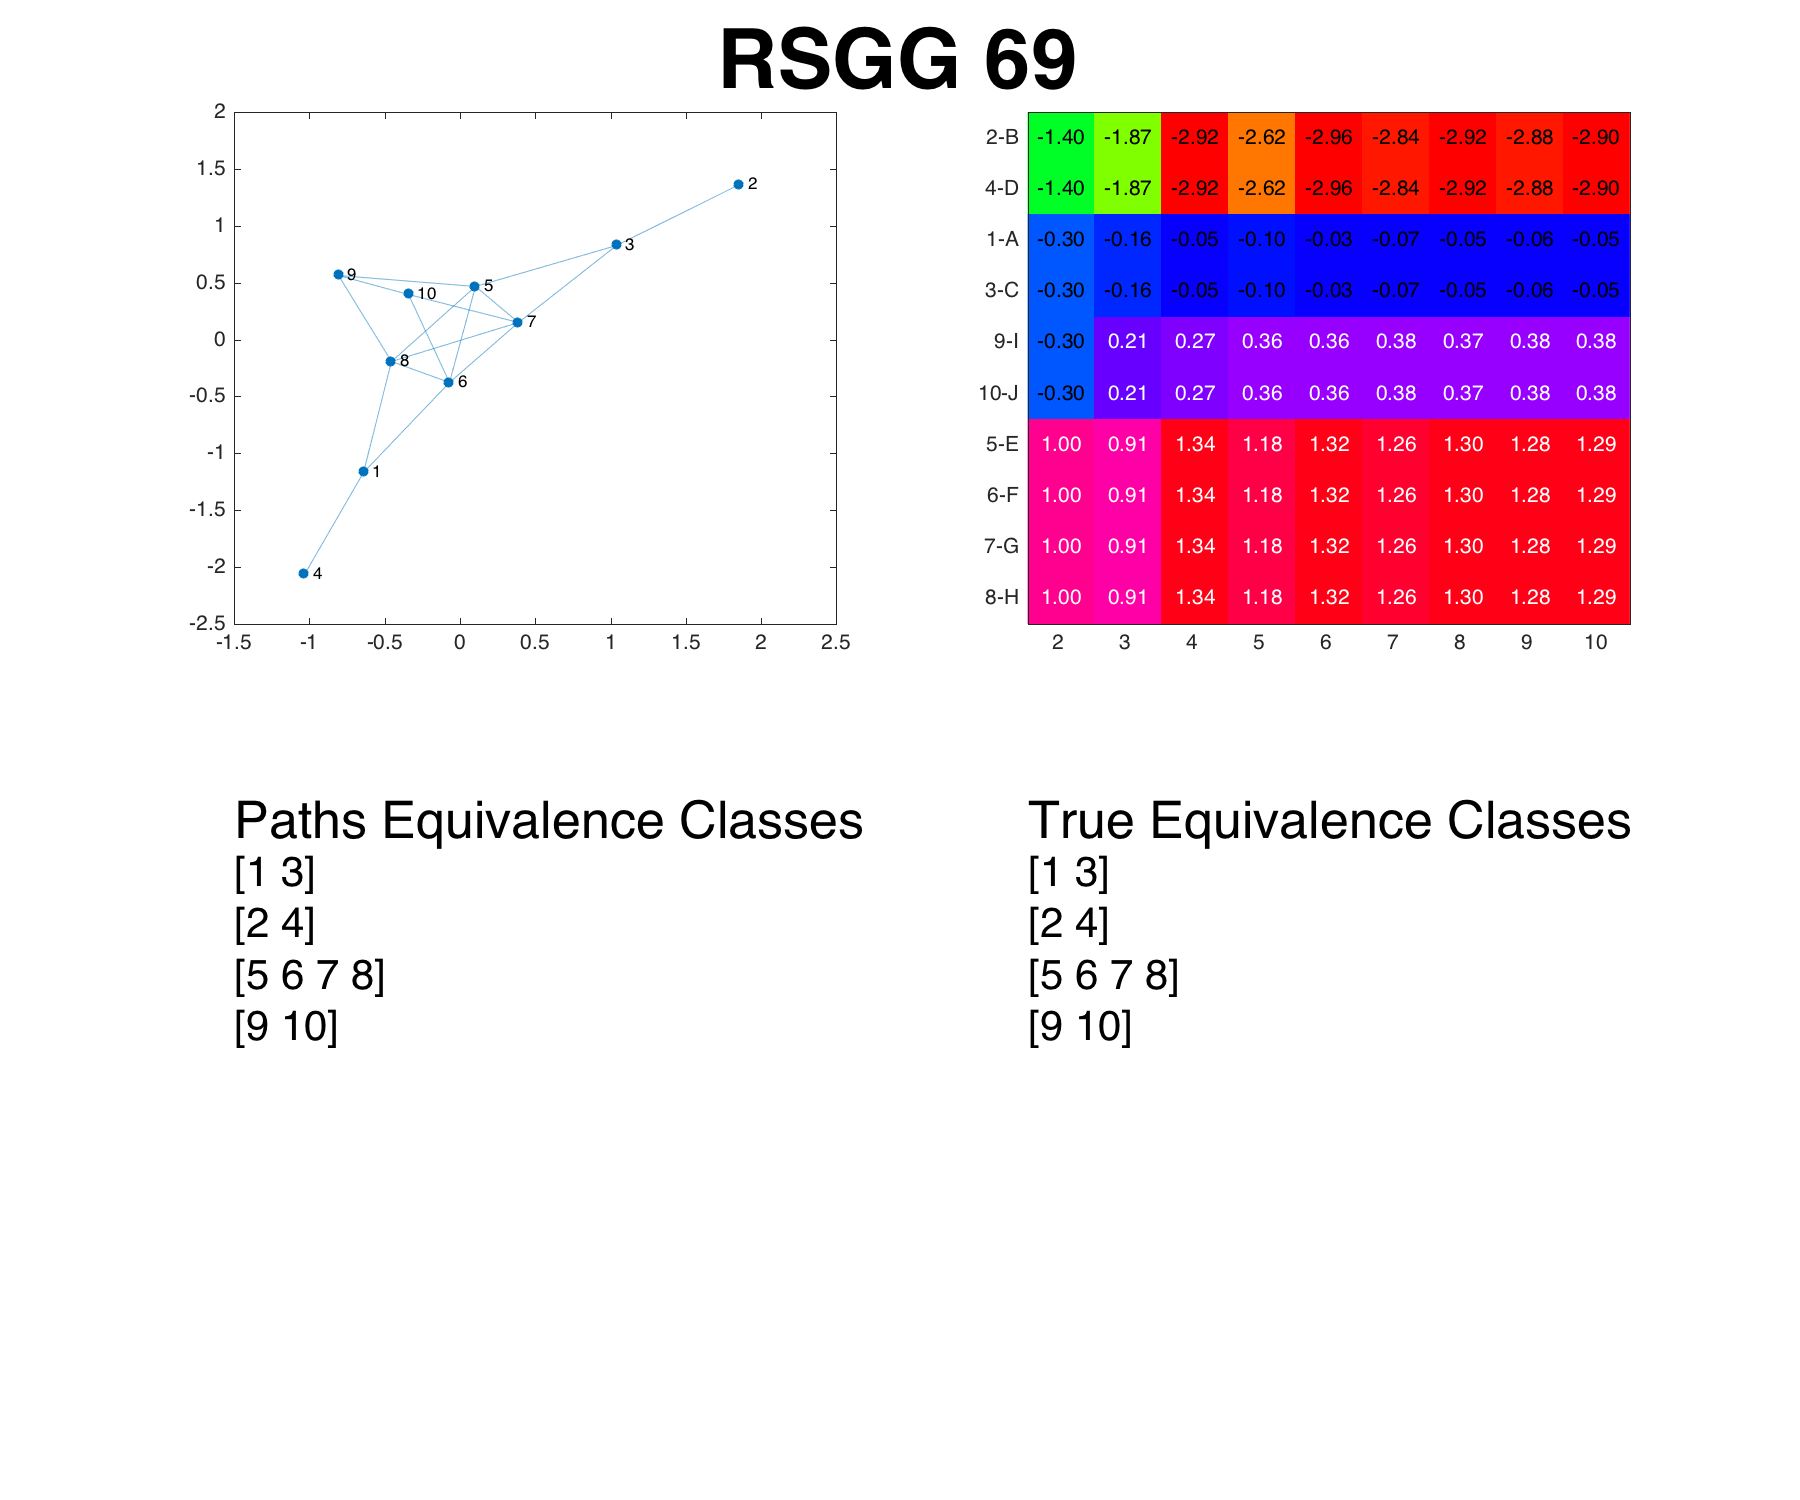 RSGG 69
2
1.5
1
0.5
0
-0.5
-1
-1.5
-2
-2.5
-1.5 -1 -0.5 0 0.5 1 1.5 2 2.5
2
3
9
5
10
7
8
6
1
4
2-B -1.40 -1.87 -2.92 -2.62 -2.96 -2.84 -2.92 -2.88 -2.90
4-D -1.40 -1.87 -2.92 -2.62 -2.96 -2.84 -2.92 -2.88 -2.90
1-A -0.30 -0.16 -0.05 -0.10 -0.03 -0.07 -0.05 -0.06 -0.05
3-C -0.30 -0.16 -0.05 -0.10 -0.03 -0.07 -0.05 -0.06 -0.05
9-I -0.30 0.21 0.27 0.36 0.36 0.38 0.37 0.38 0.38
10-J -0.30 0.21 0.27 0.36 0.36 0.38 0.37 0.38 0.38
5-E 1.00 0.91 1.34 1.18 1.32 1.26 1.30 1.28 1.29
6-F 1.00 0.91 1.34 1.18 1.32 1.26 1.30 1.28 1.29
7-G 1.00 0.91 1.34 1.18 1.32 1.26 1.30 1.28 1.29
8-H 1.00 0.91 1.34 1.18 1.32 1.26 1.30 1.28 1.29
2 3 4 5 6 7 8 9 10
Paths Equivalence Classes
[1 3]
[2 4]
[5 6 7 8]
[9 10]
True Equivalence Classes
[1 3]
[2 4]
[5 6 7 8]
[9 10]